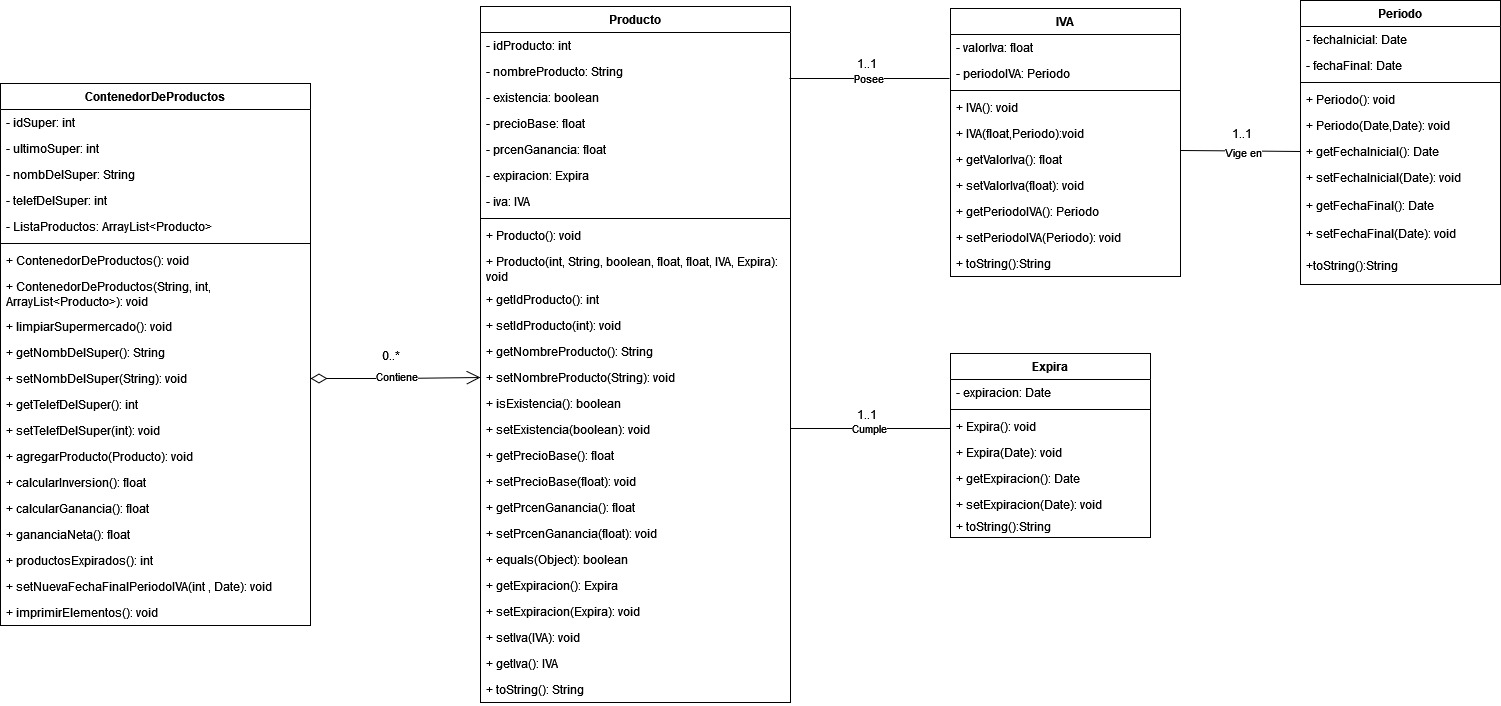 ContenedorDeProductos
- idSuper: int
- ultimoSuper: int
- nombDelSuper: String
- telefDelSuper: int
- ListaProductos: ArrayList<Producto>
+ ContenedorDeProductos(): void
+ ContenedorDeProductos(String, int,
ArrayList<Producto>): void
+ limpiarSupermercado(): void
+ getNombDelSuper(): String
+ setNombDelSuper(String): void
+ getTelefDelSuper(): int
+ setTelefDelSuper(int): void
+ agregarProducto(Producto): void
+ calcularInversion(): float
+ calcularGanancia(): float
+ gananciaNeta(): float
+ productosExpirados(): int
+ setNuevaFechaFinalPeriodoIVA(int , Date): void
+ imprimirElementos(): void
0..*
Contiene
Producto
- idProducto: int
- nombreProducto: String
- existencia: boolean
- precioBase: float
- prcenGanancia: float
- expiracion: Expira
- iva: IVA
+ Producto(): void
+ Producto(int, String, boolean, float, float, IVA, Expira):
void
+ getIdProducto(): int
+ setIdProducto(int): void
+ getNombreProducto(): String
+ setNombreProducto(String): void
+ isExistencia(): boolean
+ setExistencia(boolean): void
+ getPrecioBase(): float
+ setPrecioBase(float): void
+ getPrcenGanancia(): float
+ setPrcenGanancia(float): void
+ equals(Object): boolean
+ getExpiracion(): Expira
+ setExpiracion(Expira): void
+ setIva(IVA): void
+ getIva(): IVA
+ toString(): String
1..1
Posee
IVA
- valorIva: float
- periodoIVA: Periodo
+ IVA(): void
+ IVA(float,Periodo):void
+ getValorIva(): float
+ setValorIva(float): void
+ getPeriodoIVA(): Periodo
+ setPeriodoIVA(Periodo): void
+ toString():String
1..1
Vige en
Periodo
- fechaInicial: Date
- fechaFinal: Date
+ Periodo(): void
+ Periodo(Date,Date): void
+ getFechaInicial(): Date
+ setFechaInicial(Date): void
+ getFechaFinal(): Date
+ setFechaFinal(Date): void
+toString():String
1..1
Cumple
Expira
- expiracion: Date
+ Expira(): void
+ Expira(Date): void
+ getExpiracion(): Date
+ setExpiracion(Date): void
+ toString():String